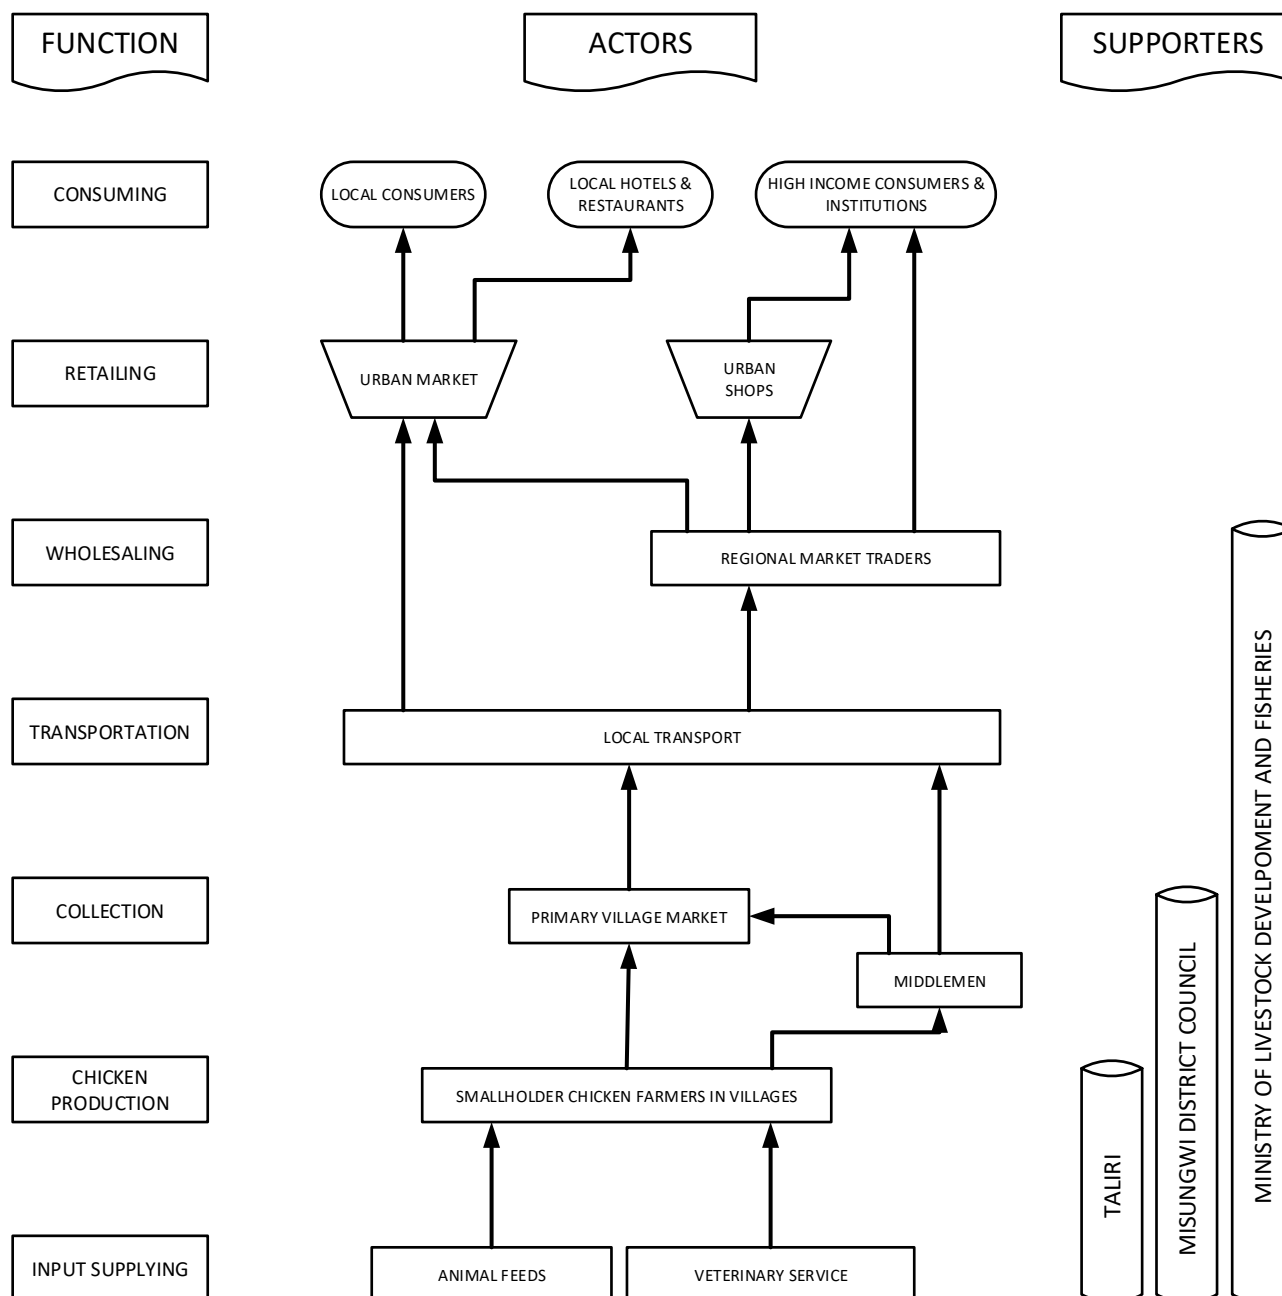 FUNCTION
ACTORS
SUPPORTERS
CONSUMING
LOCAL CONSUMERS
LOCAL HOTELS &
RESTAURANTS
HIGH INCOME CONSUMERS &
INSTITUTIONS
RETAILING
URBAN MARKET
URBAN
SHOPS
WHOLESALING
REGIONAL MARKET TRADERS
TRANSPORTATION
LOCAL TRANSPORT
COLLECTION
PRIMARY VILLAGE MARKET
MIDDLEMEN
CHICKEN
PRODUCTION
SMALLHOLDER CHICKEN FARMERS IN VILLAGES
INPUT SUPPLYING
ANIMAL FEEDS
VETERINARY SERVICE
TALIRI
MISUNGWI DISTRICT COUNCIL
MINISTRY OF LIVESTOCK DEVELPOMENT AND FISHERIES